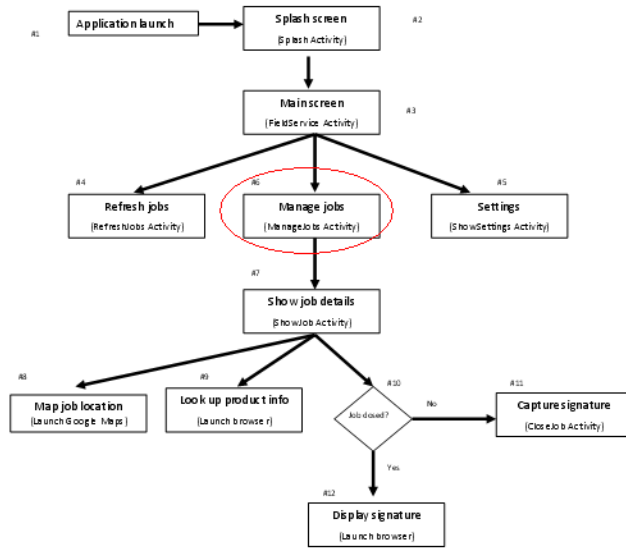 #1
Application launch
Splash screen
(Splash Activity)
#2
Main screen
(FieldService Activity)
#3
#4
Refresh jobs
(RefreshJobs Activity)
#6
Manage jobs
(ManageJobs Activity)
#5
Settings
(ShowSettings Activity)
#7
Show job details
(ShowJob Activity)
#8
Map job location
(Launch Google Maps)
#9
Look up product info
(Launch browser)
#10
Job closed?
No
#11
Capture signature
(CloseJob Activity)
Yes
#12
Display signature
(Launch browser)